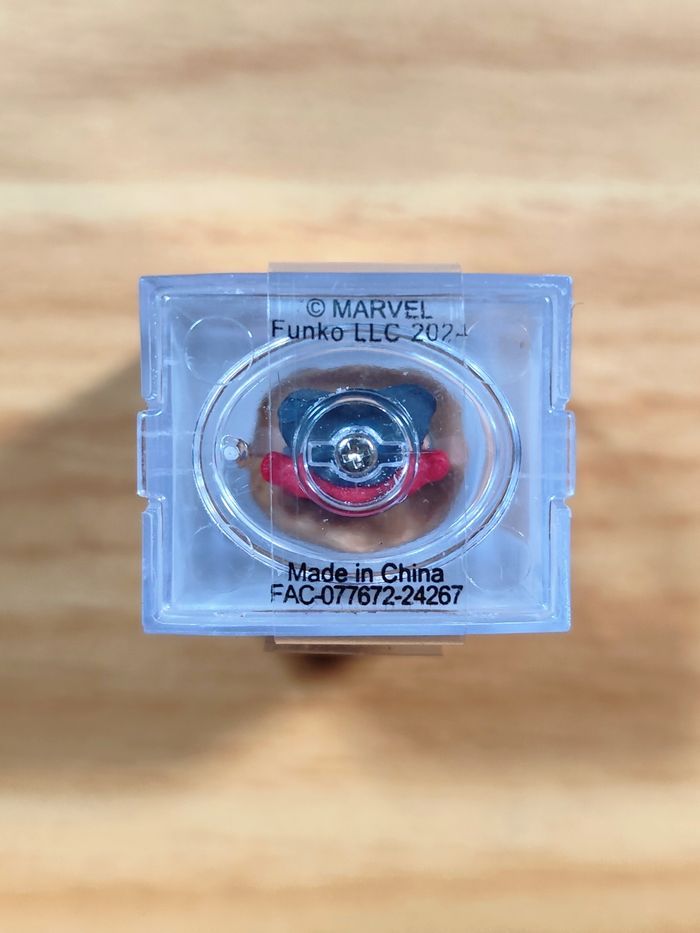 © MARVEL
Funko LLC 2024
Made in China
FAC-077672-24267